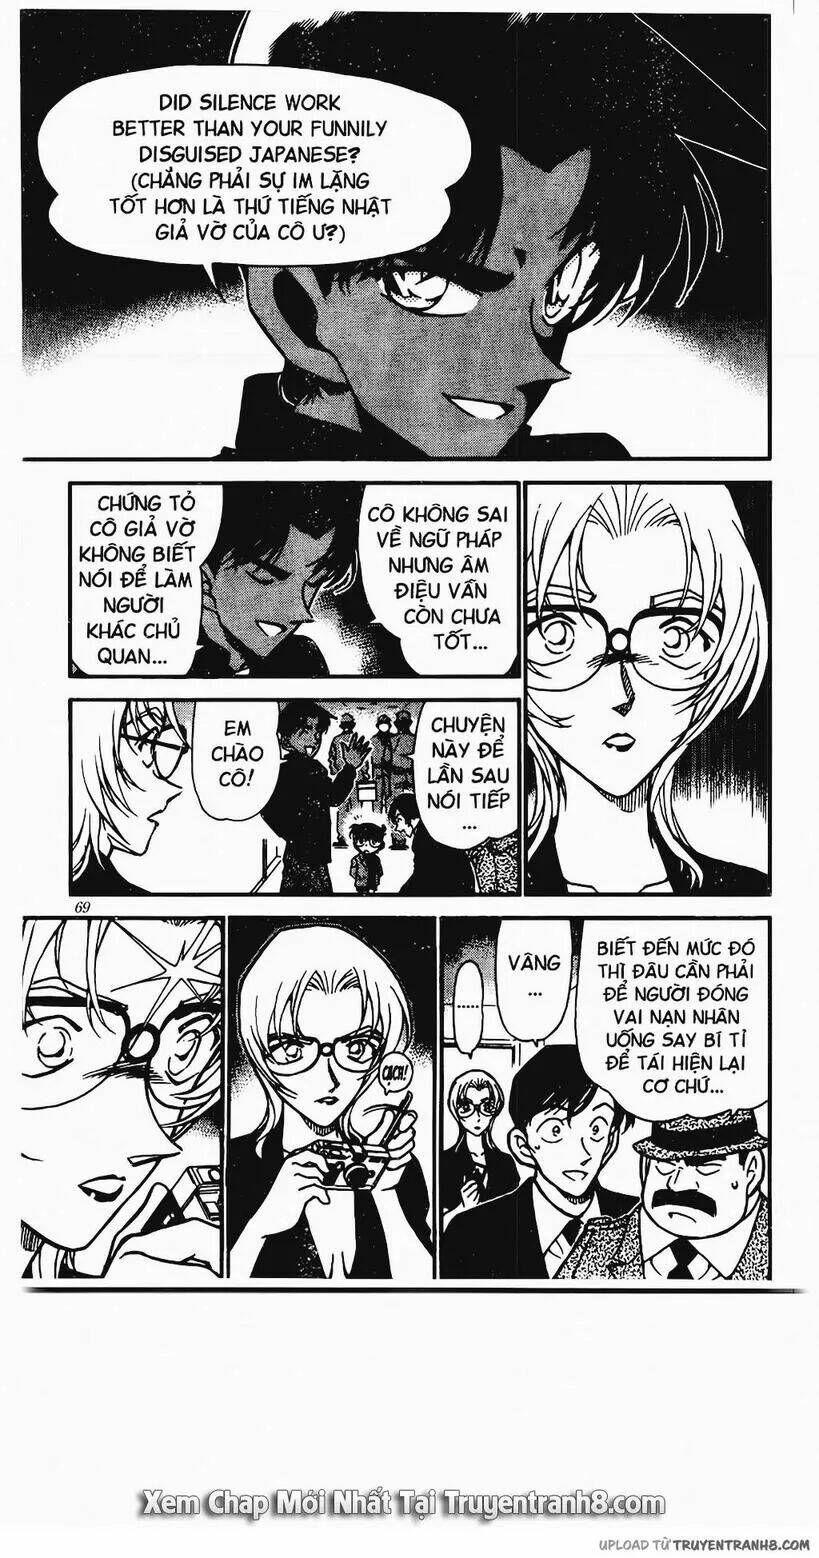 DID SILENCE WORK
BETTER THAN YOUR FUNNILY
DISGUISED JAPANESE?
(CHẲNG PHẢI SỰ IM LẶNG
TỐT HƠN LÀ THỨ TIẾNG NHẬT
GIẢ VỜ CỦA CÔ Ư?)
CHỨNG TỎ
CÔ GIẢ VỜ
KHÔNG BIẾT
NÓI ĐỂ LÀM
NGƯỜI
KHÁC CHỦ
QUAN...
CÔ KHÔNG SAI
VỀ NGỮ PHÁP
NHƯNG ÂM
ĐIỆU VẪN
CÒN CHƯA
TỐT...
EM
CHÀO
CÔ!
CHUYỆN
NÀY ĐỂ
LẦN SAU
NÓI TIẾP
...
69
CẠCH!
........
VÂNG
...
BIẾT ĐẾN MỨC ĐÓ
THÌ ĐÂU CẦN PHẢI
ĐỂ NGƯỜI ĐÓNG
VAI NẠN NHÂN
UỐNG SAY BÍ TỈ
ĐỂ TÁI HIỆN LẠI
CƠ CHỨ...
Xem Chap Mới Nhất Tại Truyentranh8.com
UPLOAD TỪ TRUYENTRANH8.COM